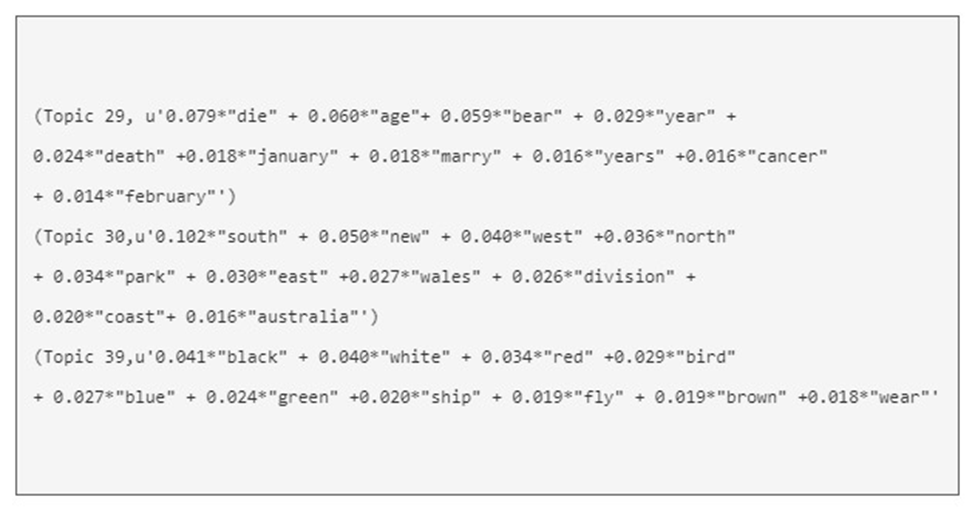 (Topic 29, u'0.079*"die" + 0.060*"age"+ 0.059*"bear" + 0.029*"year" +
0.024*"death" +0.018*"january" + 0.018*"marry" + 0.016*"years" +0.016*"cancer"
+ 0.014*"february"')
(Topic 30,u'0.102*"south" + 0.050*"new" + 0.040*"west" +0.036*"north"
+ 0.034*"park" + 0.030*"east" +0.027*"wales" + 0.026*"division" +
0.020*"coast"+ 0.016*"australia"')
(Topic 39,u'0.041*"black" + 0.040*"white" + 0.034*"red" +0.029*"bird"
+ 0.027*"blue" + 0.024*"green" +0.020*"ship" + 0.019*"fly" + 0.019*"brown" +0.018*"wear"'